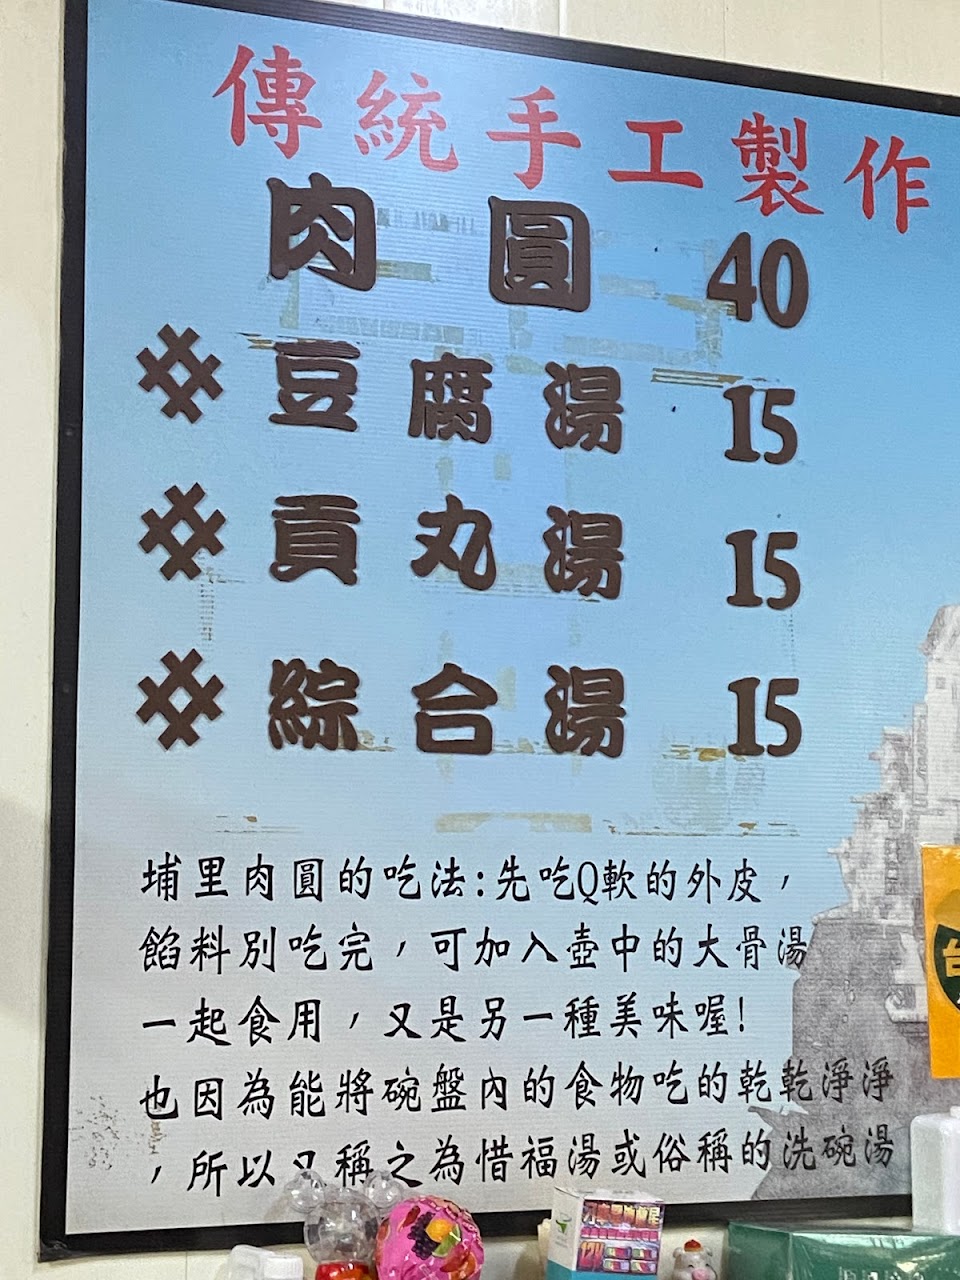 傳統手工製作
肉圓 40
豆腐湯 15
貢丸湯 15
綜合湯 15
埔里肉圓的吃法:先吃Q軟的外皮，
餡料別吃完，可加入壺中的大骨湯
一起食用，又是另一種美味喔!
也因為能將碗盤內的食物吃的乾乾淨淨
，所以又稱之為惜福湯或俗稱的洗碗湯
台
12V